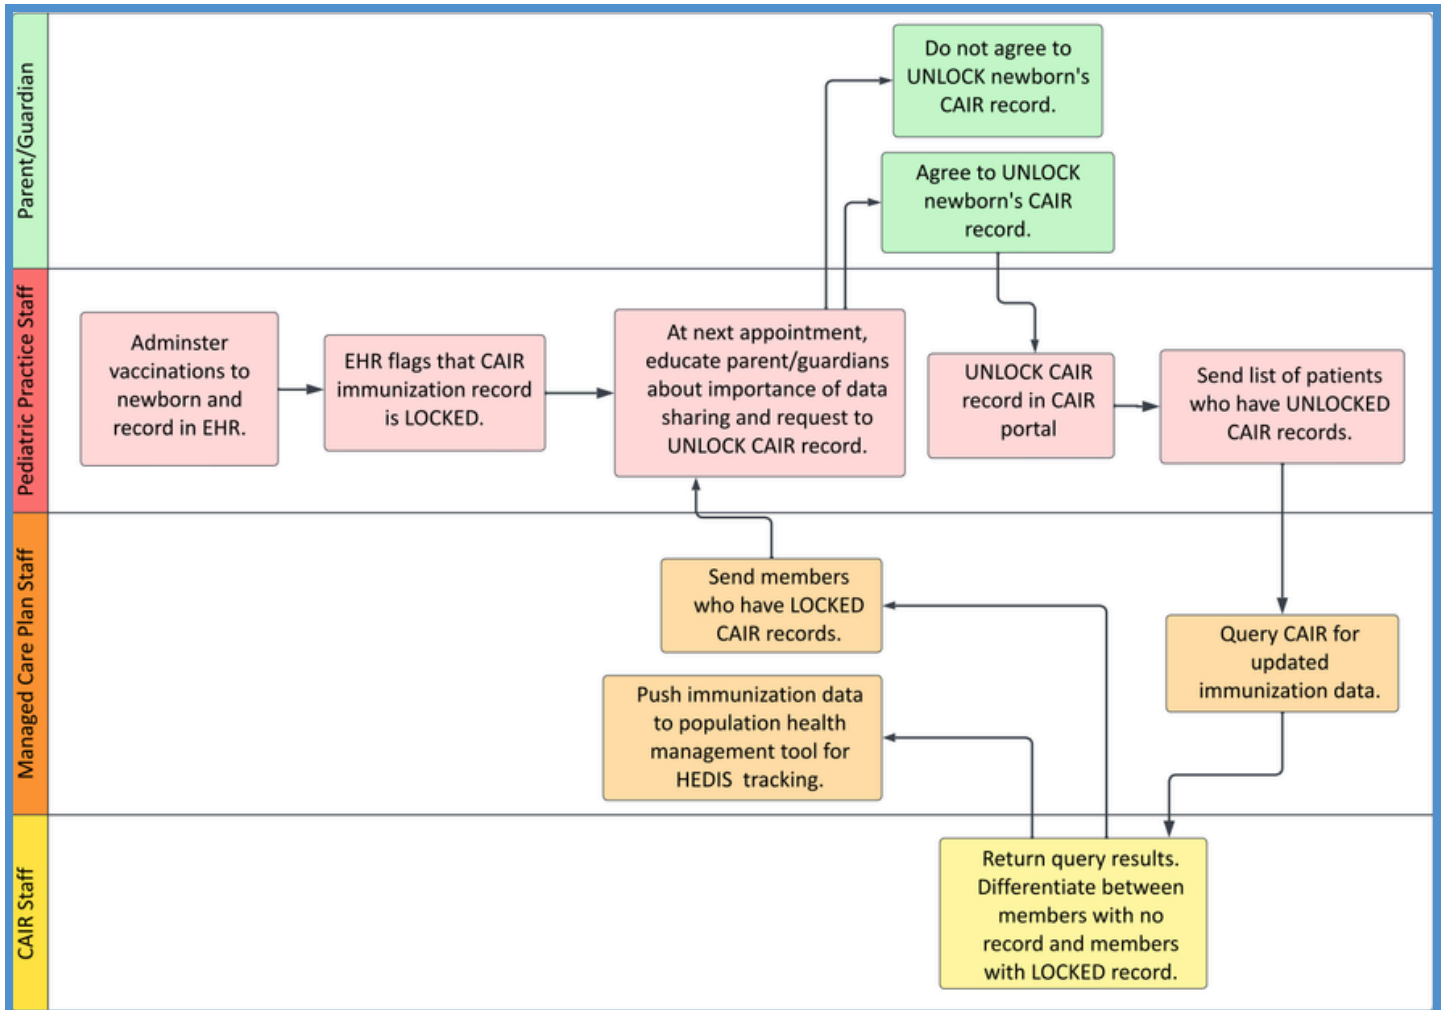 Parent/Guardian
Do not agree to
UNLOCK newborn's
CAIR record.
Agree to UNLOCK
newborn's CAIR
record.
Pediatric Practice Staff
Adminster
vaccinations to
newborn and
record in EHR.
EHR flags that CAIR
immunization record
is LOCKED.
At next appointment,
educate parent/guardians
about importance of data
sharing and request to
UNLOCK CAIR record.
UNLOCK CAIR
record in CAIR
portal
Send list of patients
who have UNLOCKED
CAIR records.
Managed Care Plan Staff
Send members
who have LOCKED
CAIR records.
Query CAIR for
updated
immunization data.
Push immunization data
to population health
management tool for
HEDIS tracking.
CAIR Staff
Return query results.
Differentiate between
members with no
record and members
with LOCKED record.